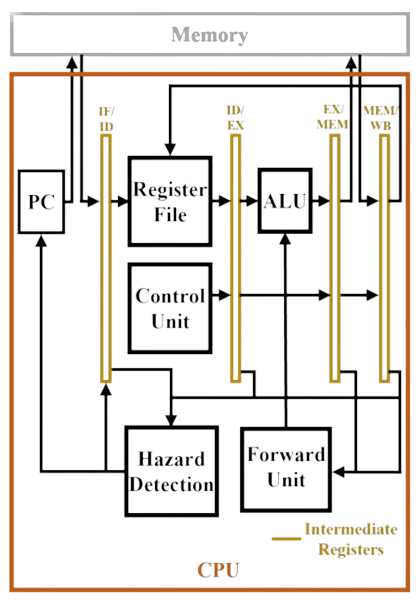 Memory
IF/
ID
ID/
EX
EX/
MEM
MEM/
WB
PC
Register
File
ALU
Control
Unit
Hazard
Detection
Forward
Unit
Intermediate
Registers
CPU